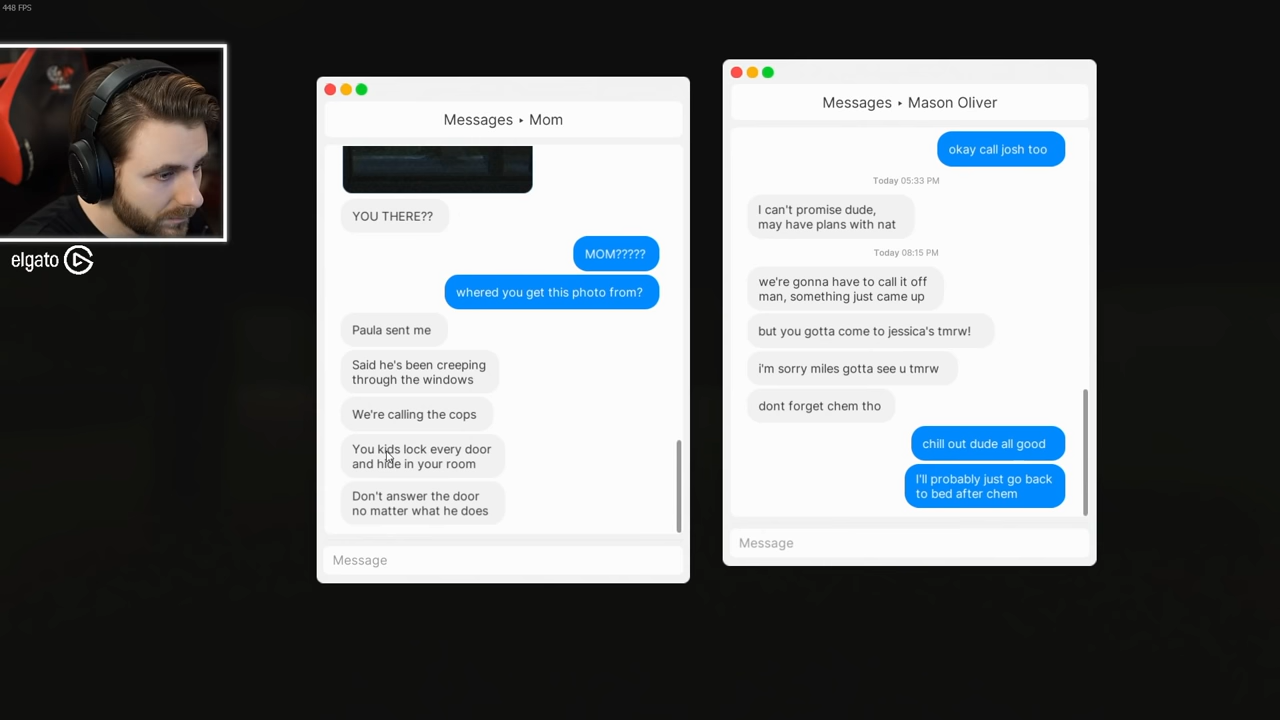 448 FPS
elgato
Messages ‣ Mom
YOU THERE??
MOM?????
whered you get this photo from?
Paula sent me
Said he's been creeping
through the windows
We're calling the cops
You kids lock every door
and hide in your room
Don't answer the door
no matter what he does
Message
Messages ‣ Mason Oliver
okay call josh too
Today 05:33 PM
I can't promise dude,
may have plans with nat
Today 08:15 PM
we're gonna have to call it off
man, something just came up
but you gotta come to jessica's tmrw!
i'm sorry miles gotta see u tmrw
dont forget chem tho
chill out dude all good
I'll probably just go back
to bed after chem
Message